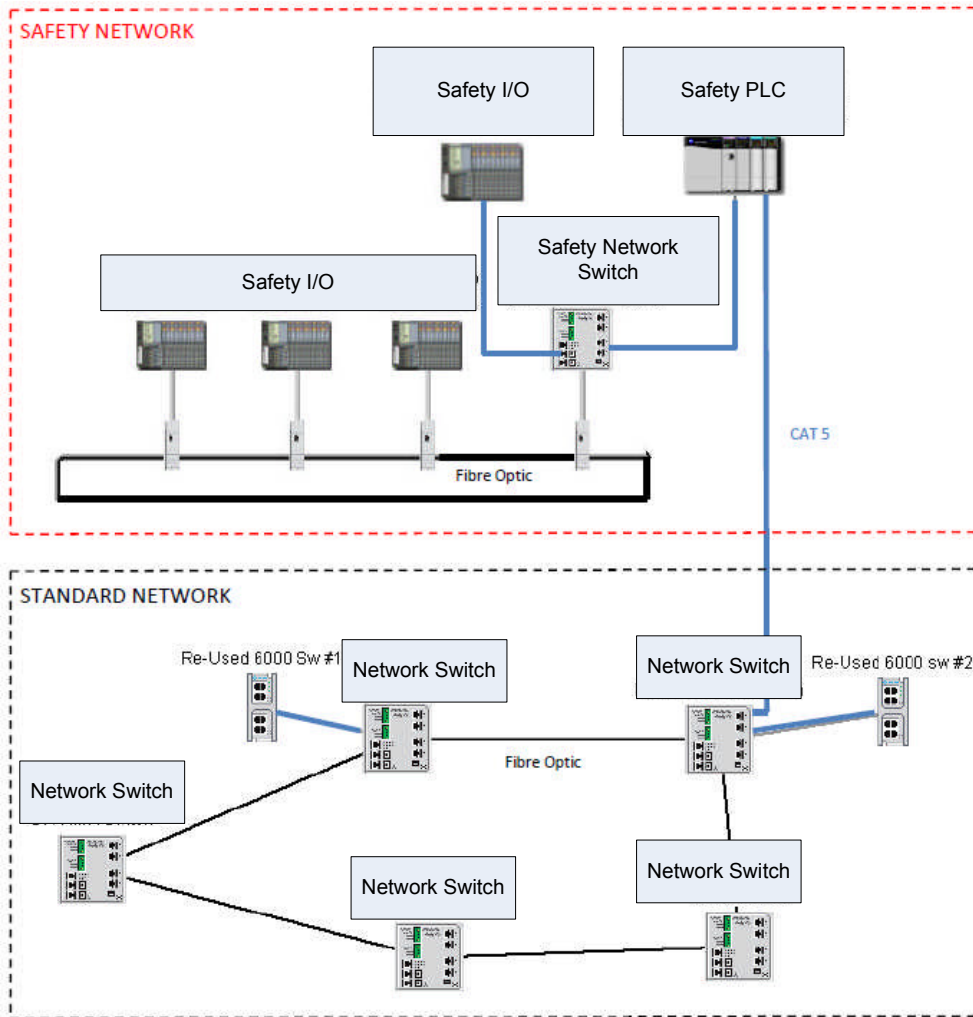 SAFETY NETWORK
Safety I/O
Safety PLC
Safety Network
Switch
Safety I/O
CAT 5
Fibre Optic
STANDARD NETWORK
Re-Used 6000 Sw #1
Network Switch
Network Switch
Re-Used 6000 sw #2
Fibre Optic
Network Switch
Network Switch
Network Switch